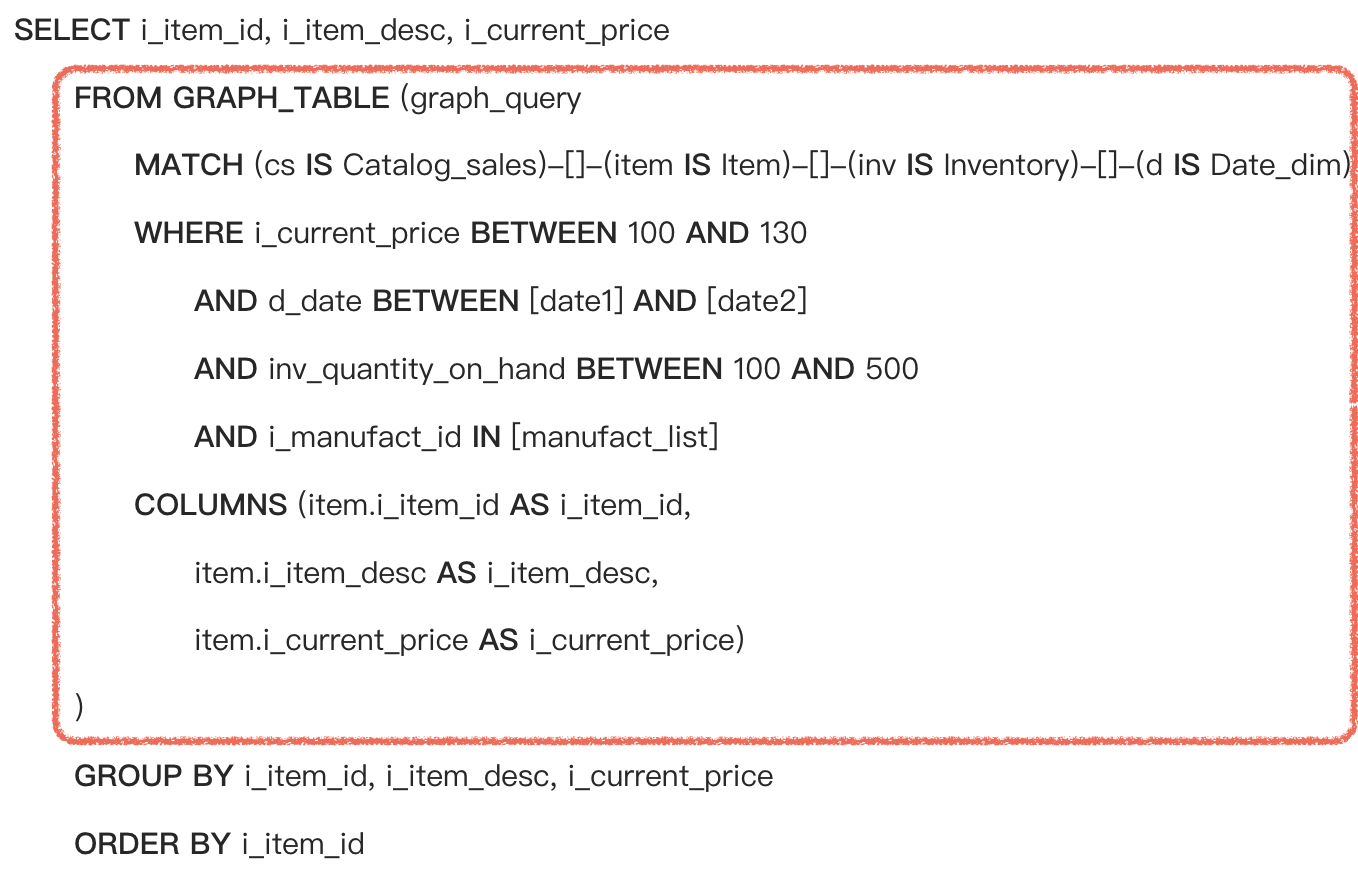 SELECT i_item_id, i_item_desc, i_current_price
FROM GRAPH_TABLE (graph_query
MATCH (cs IS Catalog_sales)–[]–(item IS Item)–[]–(inv IS Inventory)–[]–(d IS Date_dim)
WHERE i_current_price BETWEEN 100 AND 130
AND d_date BETWEEN [date1] AND [date2]
AND inv_quantity_on_hand BETWEEN 100 AND 500
AND i_manufact_id IN [manufact_list]
COLUMNS (item.i_item_id AS i_item_id,
item.i_item_desc AS i_item_desc,
item.i_current_price AS i_current_price)
)
GROUP BY i_item_id, i_item_desc, i_current_price
ORDER BY i_item_id